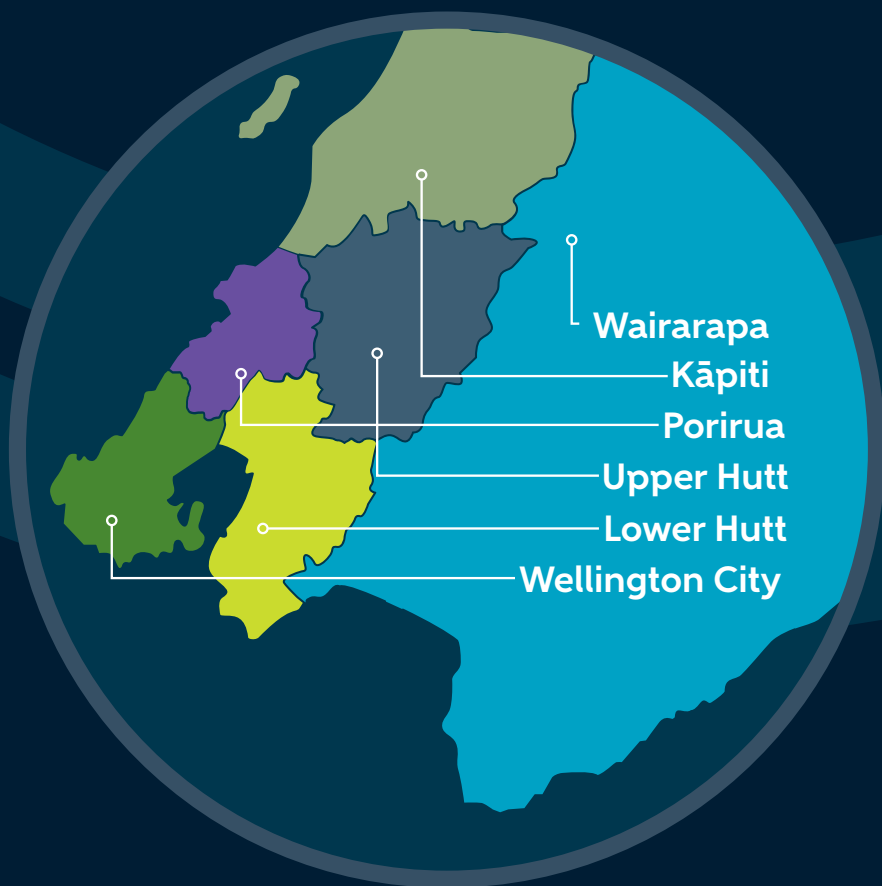 Wairarapa
Kāpiti
Porirua
Upper Hutt
Lower Hutt
Wellington City